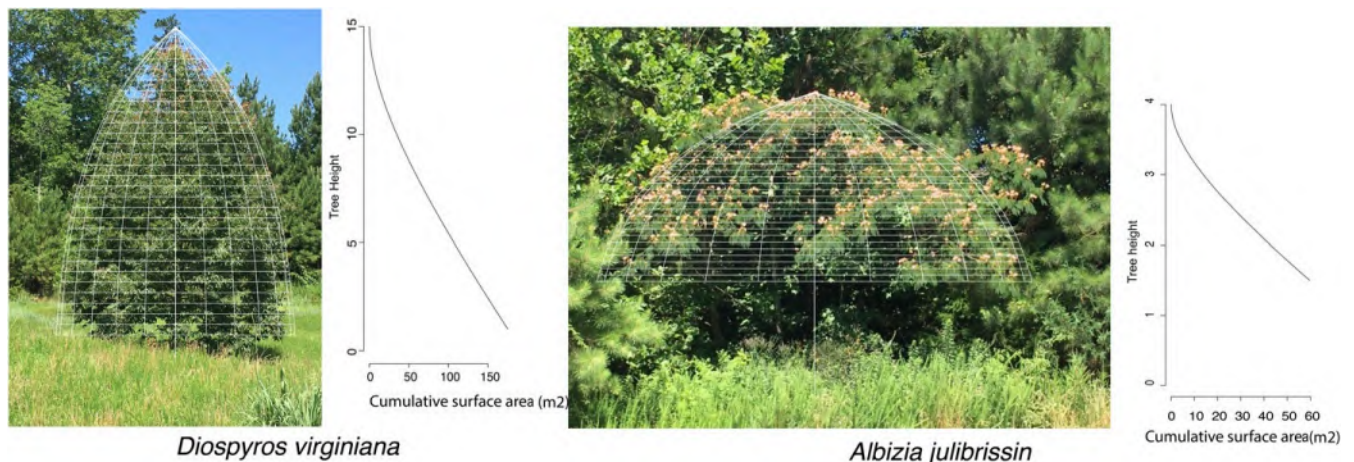 15
10
5
0
Tree Height
0 50 100 150
Cumulative surface area (m2)
Diospyros virginiana
4
3
2
1
0
Tree height
0 10 20 30 40 50 60
Cumulative surface area(m2)
Albizia julibrissin